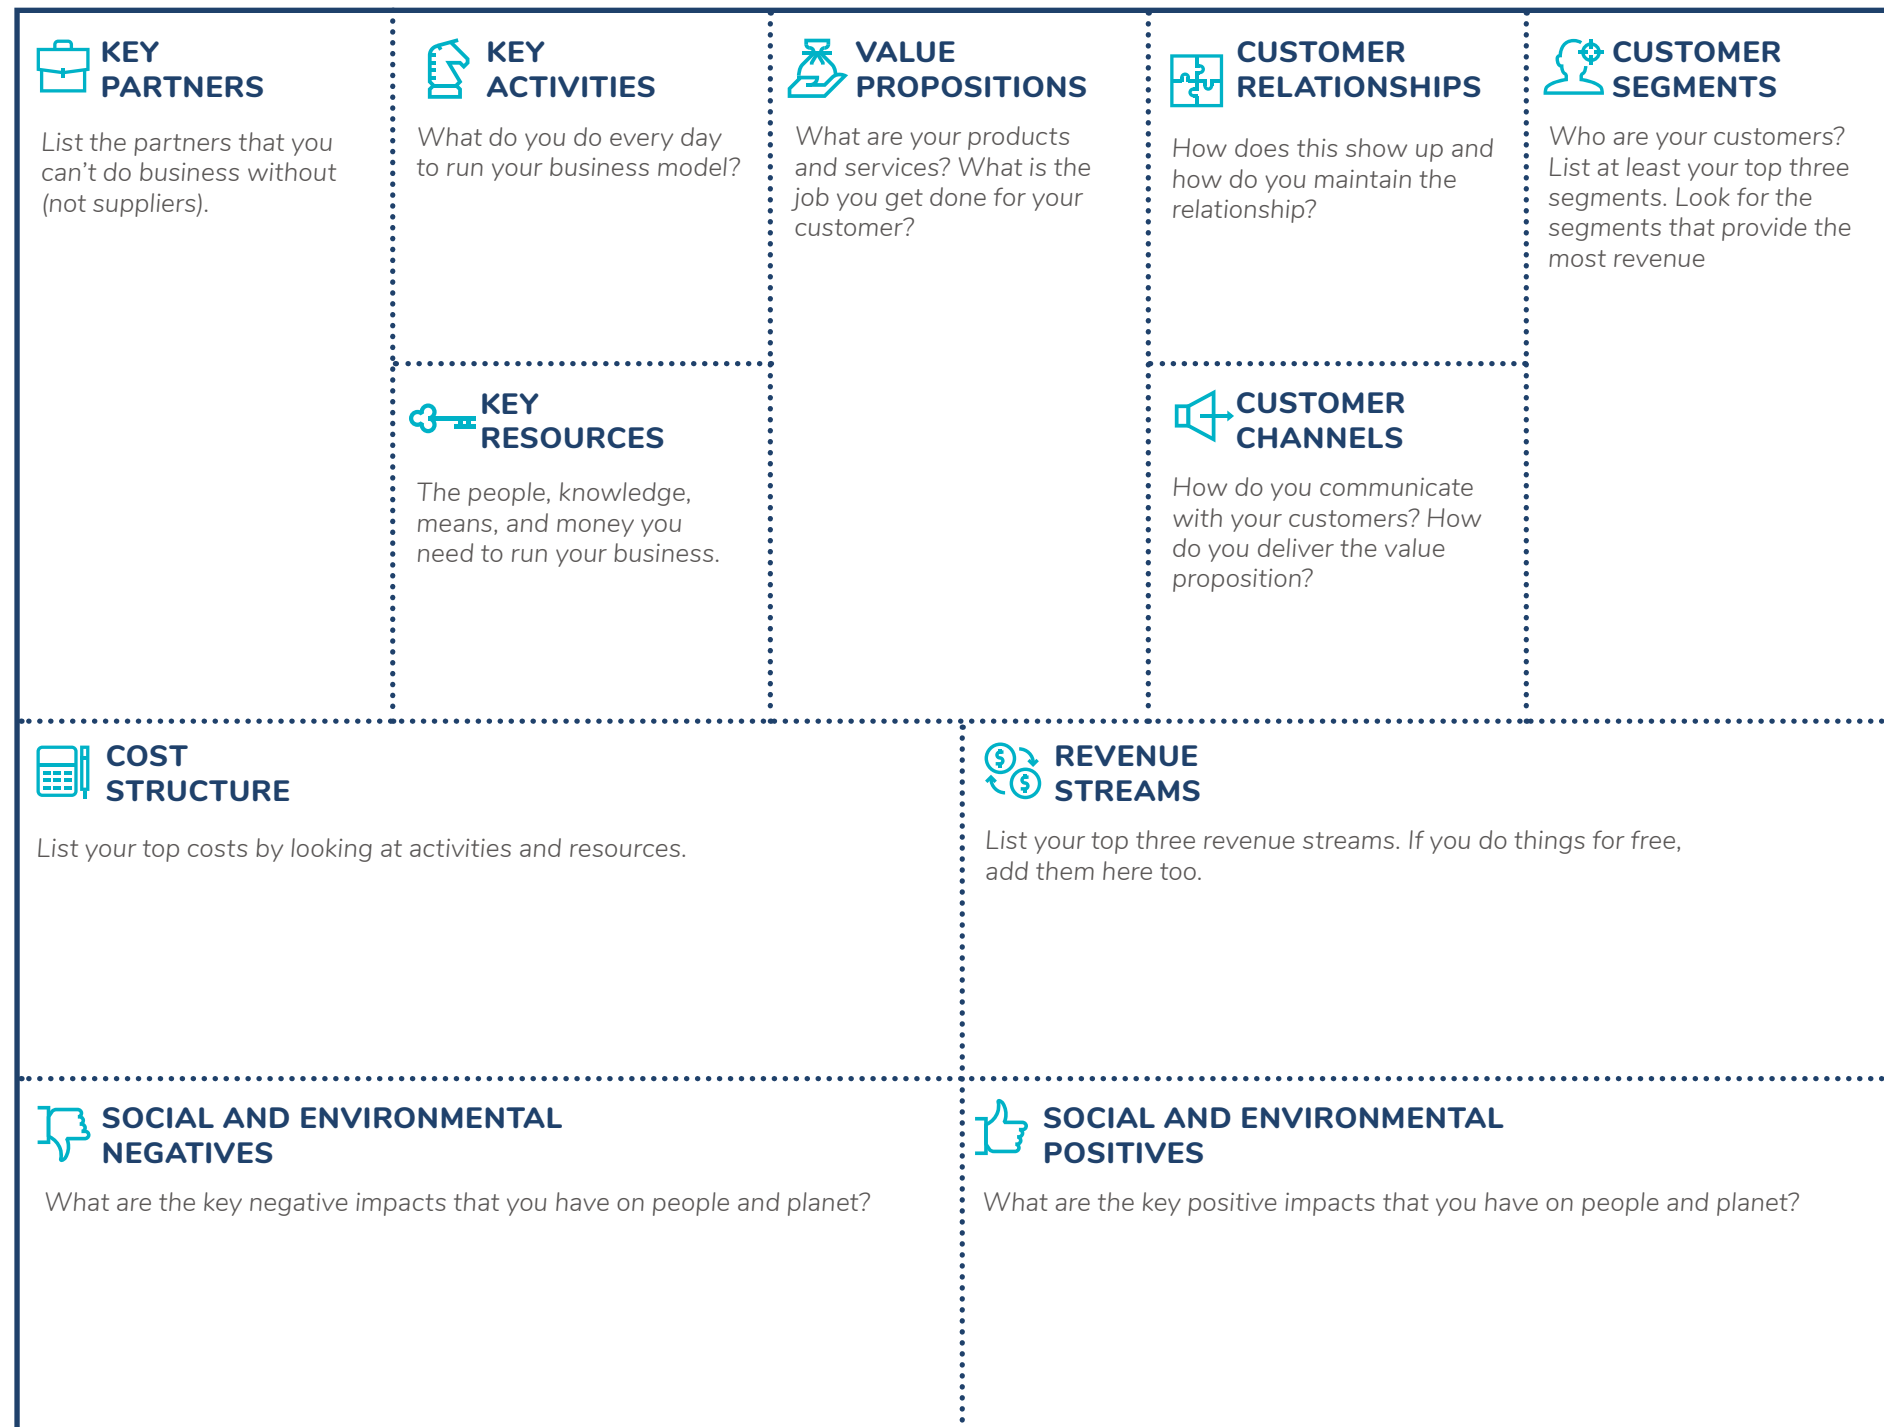 KEY
PARTNERS
List the partners that you
can't do business without
(not suppliers).
KEY
ACTIVITIES
What do you do every day
to run your business model?
KEY
RESOURCES
The people, knowledge,
means, and money you
need to run your business.
VALUE
PROPOSITIONS
What are your products
and services? What is the
job you get done for your
customer?
CUSTOMER
RELATIONSHIPS
How does this show up and
how do you maintain the
relationship?
CUSTOMER
CHANNELS
How do you communicate
with your customers? How
do you deliver the value
proposition?
CUSTOMER
SEGMENTS
Who are your customers?
List at least your top three
segments. Look for the
segments that provide the
most revenue
COST
STRUCTURE
List your top costs by looking at activities and resources.
REVENUE
STREAMS
List your top three revenue streams. If you do things for free,
add them here too.
SOCIAL AND ENVIRONMENTAL
NEGATIVES
What are the key negative impacts that you have on people and planet?
SOCIAL AND ENVIRONMENTAL
POSITIVES
What are the key positive impacts that you have on people and planet?